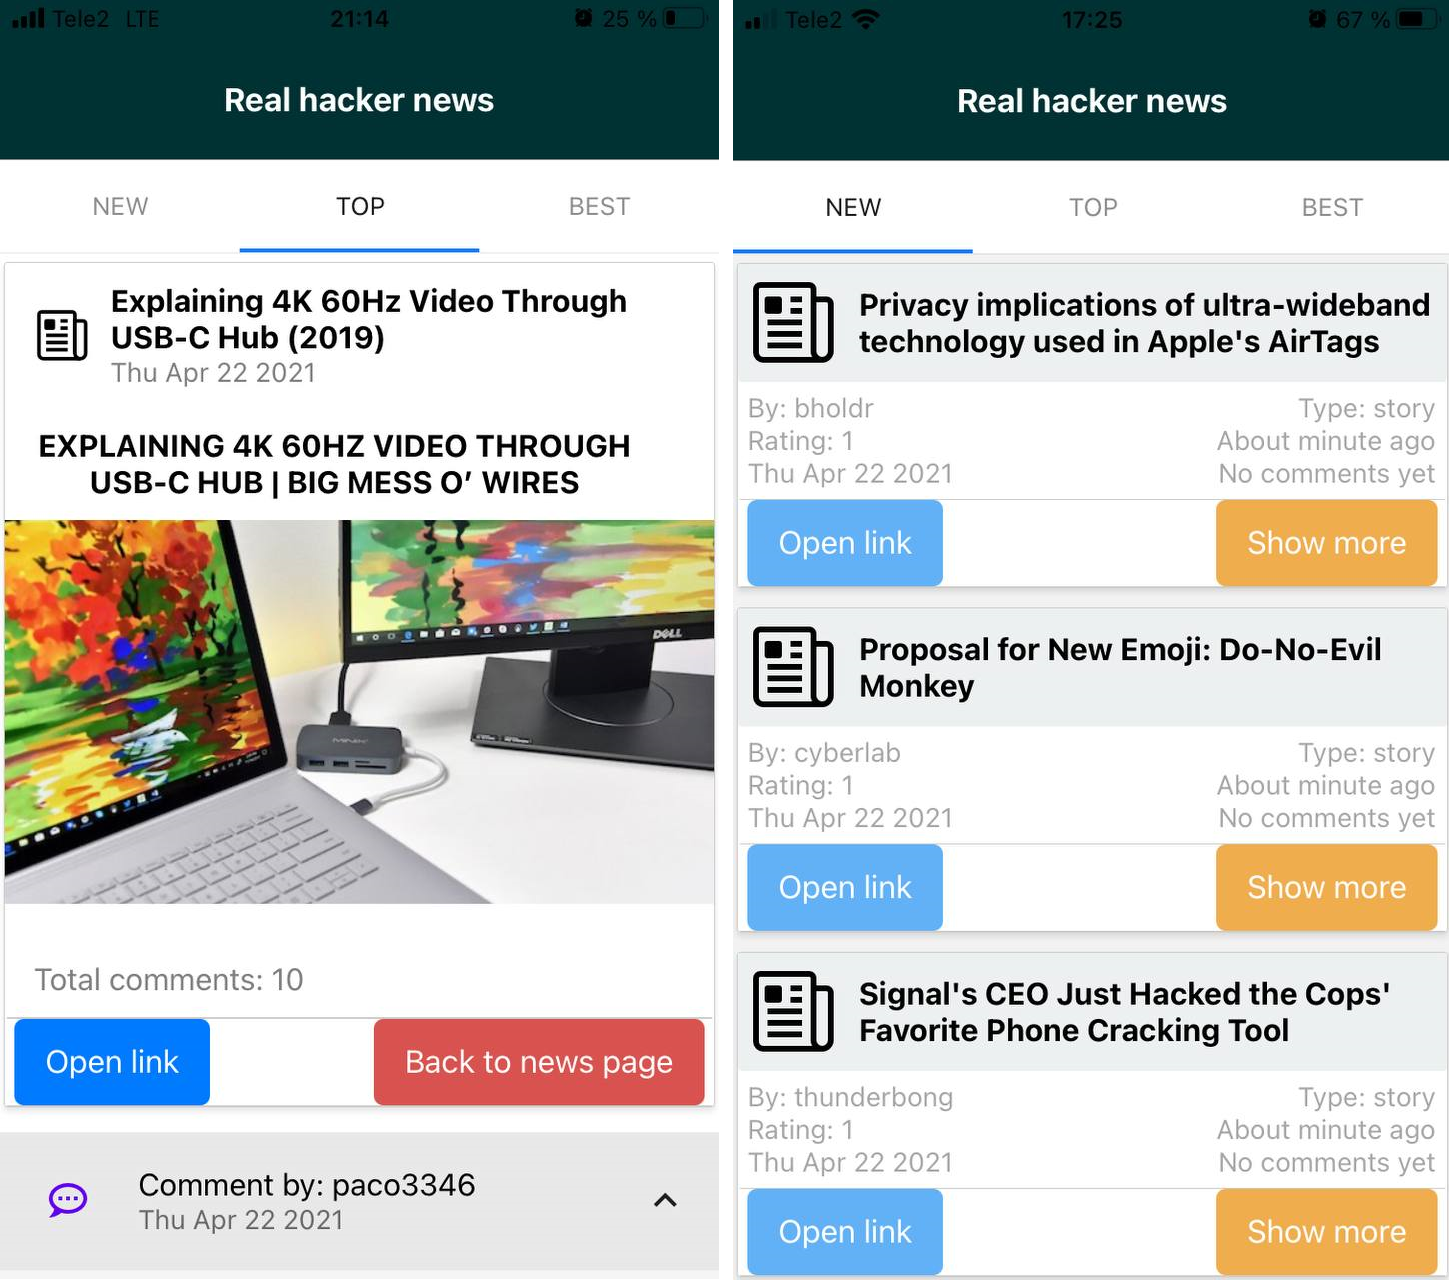 Tele2 LTE 21:14 25 %
Real hacker news
NEW TOP BEST
Explaining 4K 60Hz Video Through
USB-C Hub (2019)
Thu Apr 22 2021
EXPLAINING 4K 60HZ VIDEO THROUGH
USB-C HUB | BIG MESS O’ WIRES
DELL
MINIX
Total comments: 10
Open link Back to news page
Comment by: paco3346
Thu Apr 22 2021
Tele2 17:25 67 %
Real hacker news
NEW TOP BEST
Privacy implications of ultra-wideband
technology used in Apple's AirTags
By: bholdr Type: story
Rating: 1 About minute ago
Thu Apr 22 2021 No comments yet
Open link Show more
Proposal for New Emoji: Do-No-Evil
Monkey
By: cyberlab Type: story
Rating: 1 About minute ago
Thu Apr 22 2021 No comments yet
Open link Show more
Signal's CEO Just Hacked the Cops'
Favorite Phone Cracking Tool
By: thunderbong Type: story
Rating: 1 About minute ago
Thu Apr 22 2021 No comments yet
Open link Show more